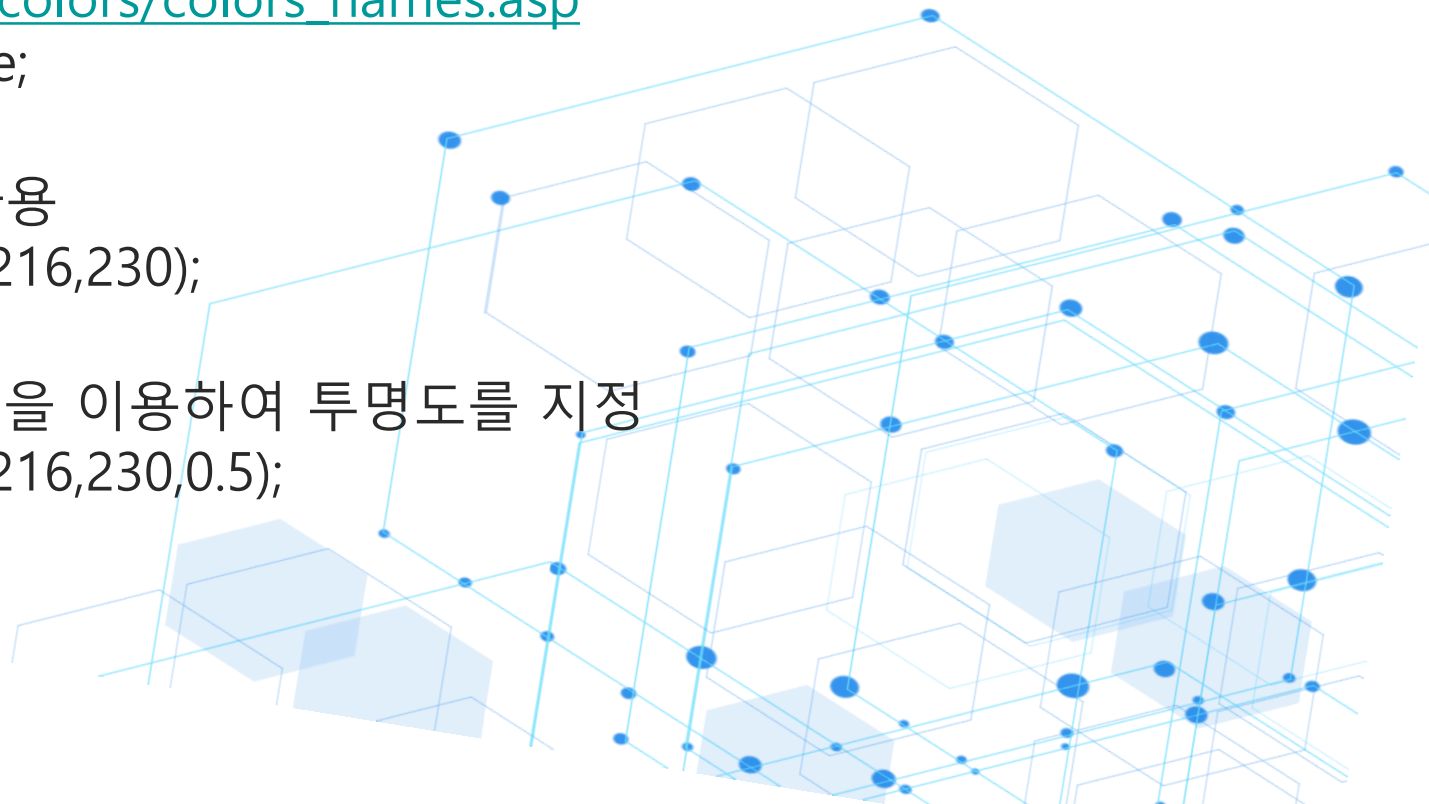 colors/colors_names.asp
e;
용
216,230);
을 이용하여 투명도를 지정
216,230,0.5);